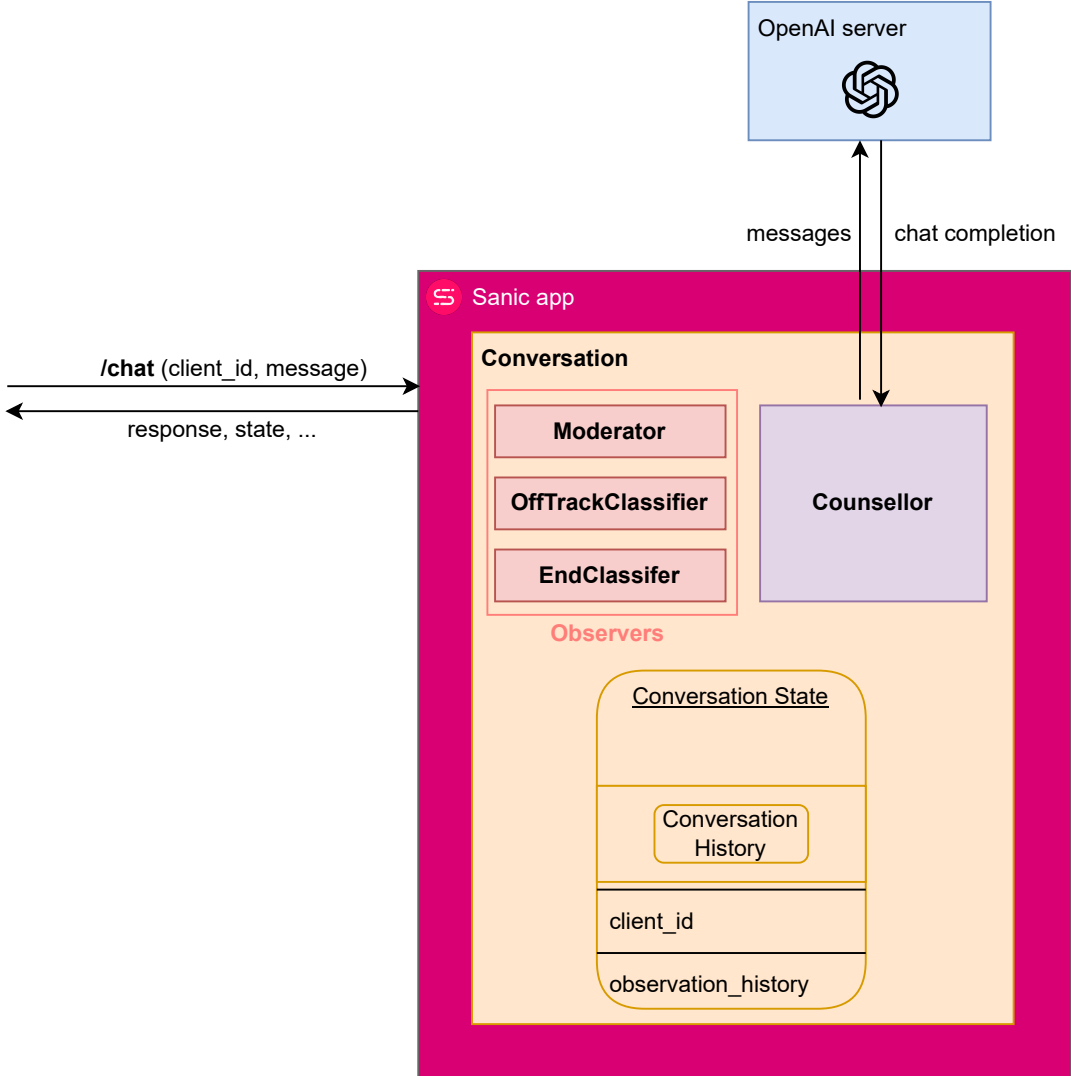 OpenAI server
messages
chat completion
Sanic app
/chat (client_id, message)
response, state, ...
Conversation
Moderator
OffTrackClassifier
EndClassifer
Observers
Counsellor
Conversation State
Conversation
History
client_id
observation_history